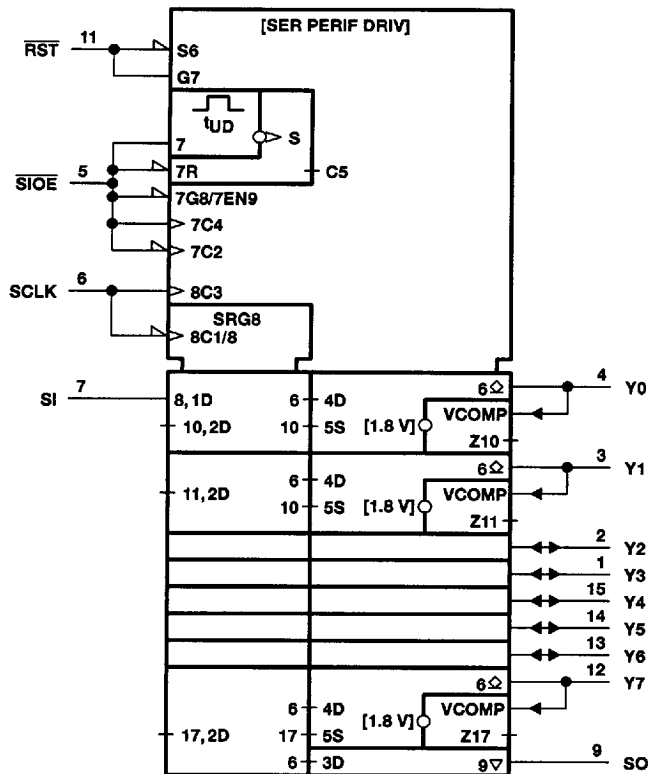 [SER PERIF DRIV]
RST 11 S6
G7
tUD
7 S
SIOE 5 7R C5
7G8/7EN9
7C4
7C2
SCLK 6 8C3
SRG8
8C1/8
6 4 Y0
SI 7 8, 1D 6 4D VCOMP
10, 2D 10 5S [1.8 V] Z10
6 3 Y1
6 4D VCOMP
11, 2D 10 5S [1.8 V] Z11
2 Y2
1 Y3
15 Y4
14 Y5
13 Y6
6 12 Y7
6 4D VCOMP
17, 2D 17 5S [1.8 V] Z17
6 3D 9 9 SO